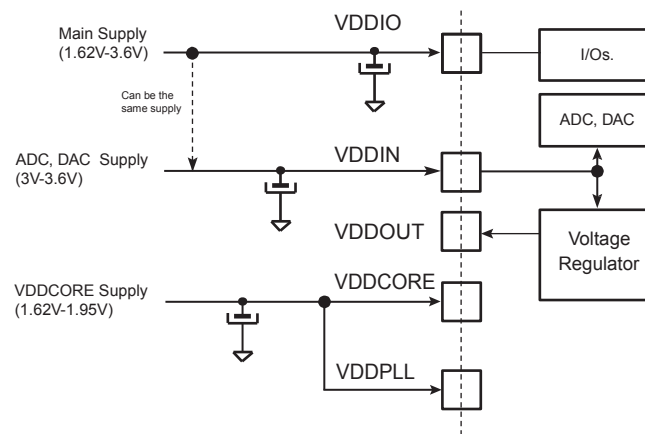 Main Supply
(1.62V-3.6V)
VDDIO
I/Os.
Can be the
same supply
ADC, DAC
ADC, DAC Supply
(3V-3.6V)
VDDIN
VDDOUT
Voltage
Regulator
VDDCORE Supply
(1.62V-1.95V)
VDDCORE
VDDPLL